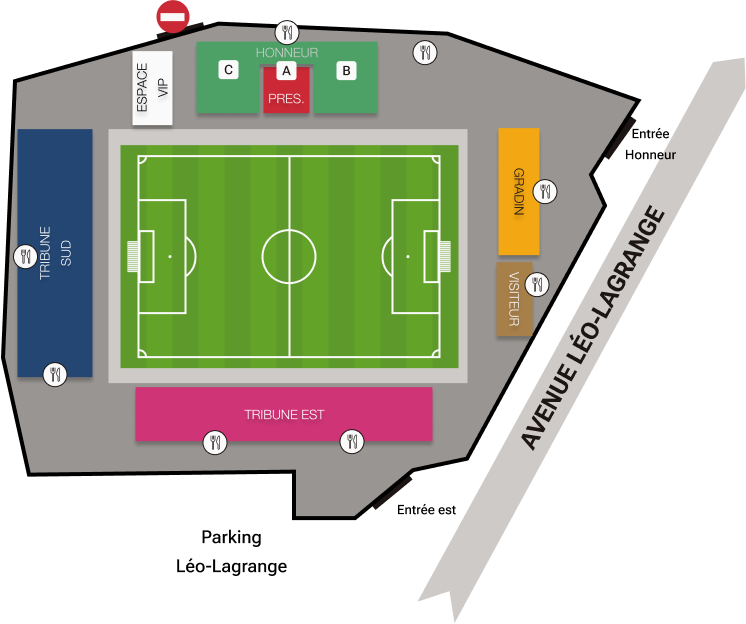 HONNEUR
C
A
B
PRES.
ESPACE
VIP
Entrée
Honneur
GRADIN
TRIBUNE
SUD
VISITEUR
AVENUE LÉO-LAGRANGE
TRIBUNE EST
Entrée est
Parking
Léo-Lagrange